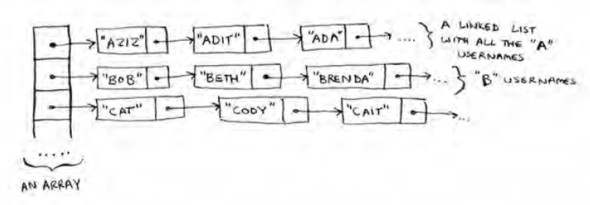 "AZIZ" "ADIT" "ADA" .... A LINKED LIST
WITH ALL THE "A"
USERNAMES
"BOB" "BETH" "BRENDA" ... "B" USERNAMES
"CAT" "CODY" "CAIT" ...
.....
AN ARRAY